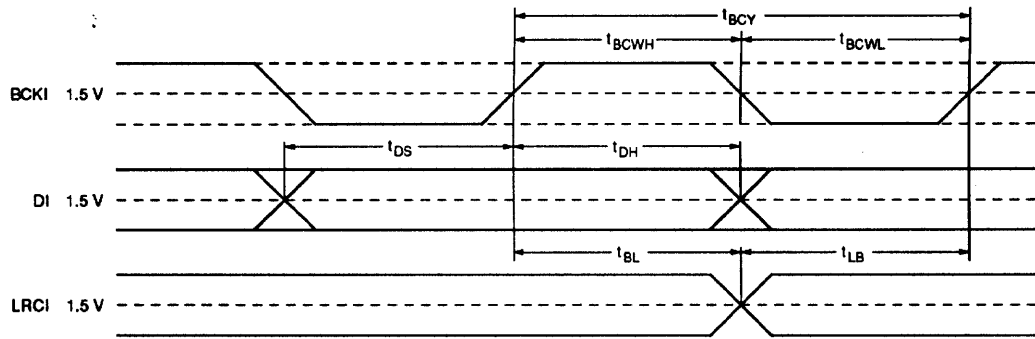 tBCY
tBCWH tBCWL
BCKI 1.5 V
tDS tDH
DI 1.5 V
tBL tLB
LRCI 1.5 V